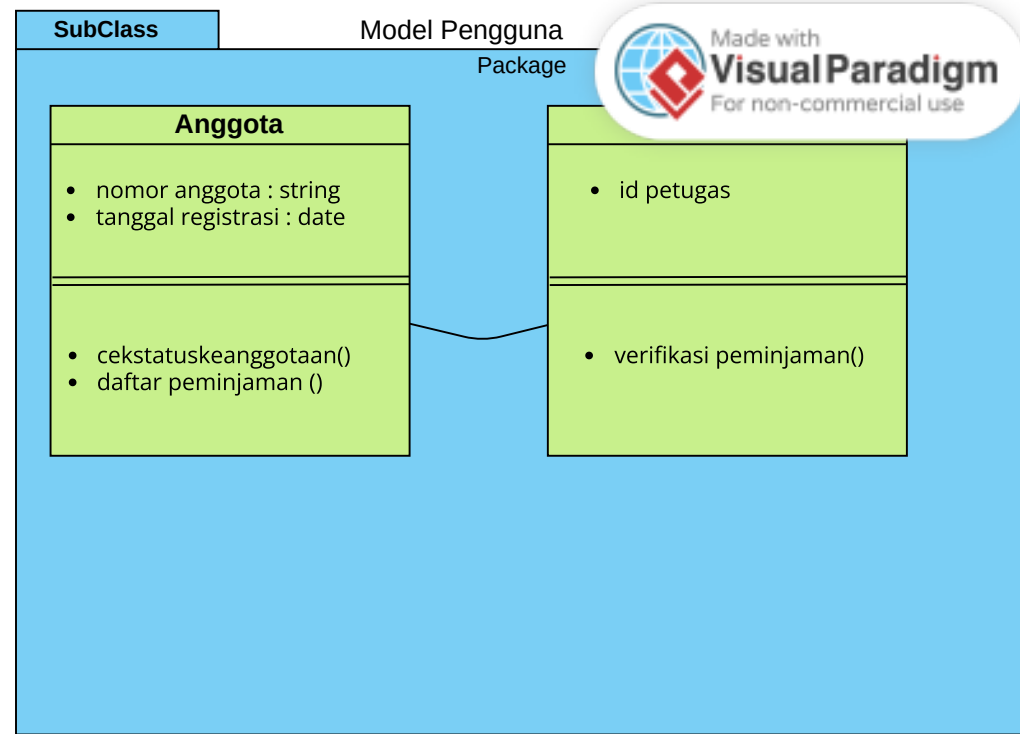 SubClass
Model Pengguna
Package
Made with
Visual Paradigm
For non-commercial use
Anggota
• nomor anggota : string
• tanggal registrasi : date
• cekstatuskeanggotaan()
• daftar peminjaman ()
• id petugas
• verifikasi peminjaman()